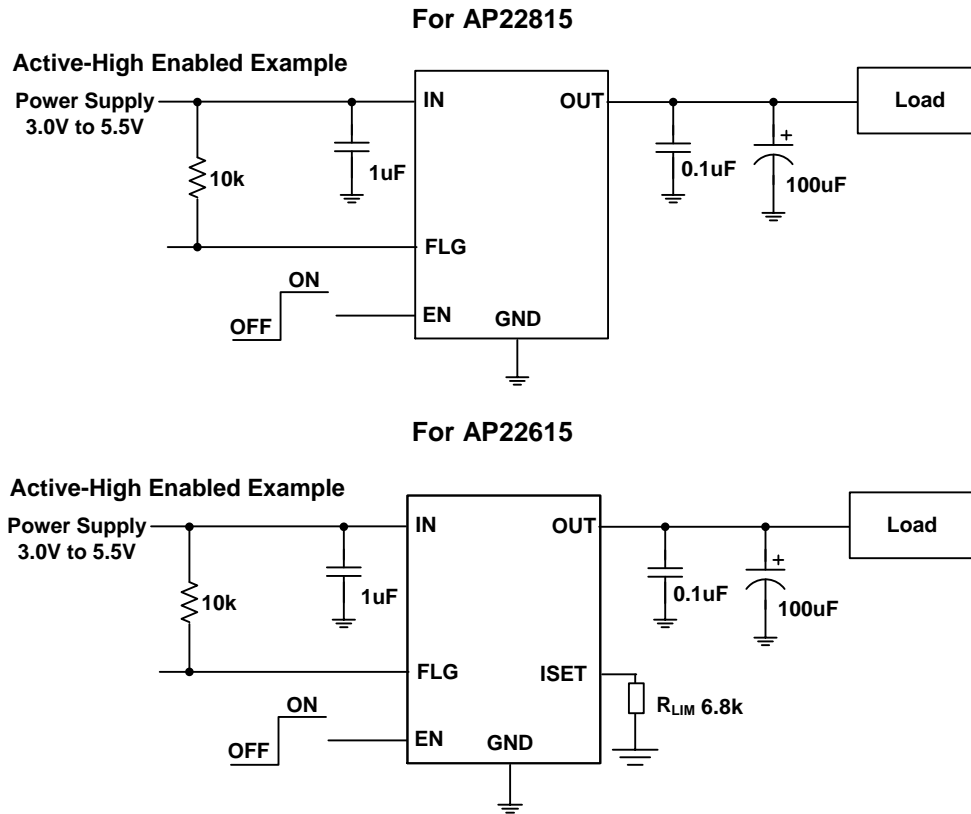 For AP22815
Active-High Enabled Example
Power Supply
3.0V to 5.5V
IN
OUT
Load
10k
1uF
0.1uF
+
100uF
FLG
ON
OFF
EN
GND
For AP22615
Active-High Enabled Example
Power Supply
3.0V to 5.5V
IN
OUT
Load
10k
1uF
0.1uF
+
100uF
FLG
ISET
RLIM 6.8k
ON
OFF
EN
GND